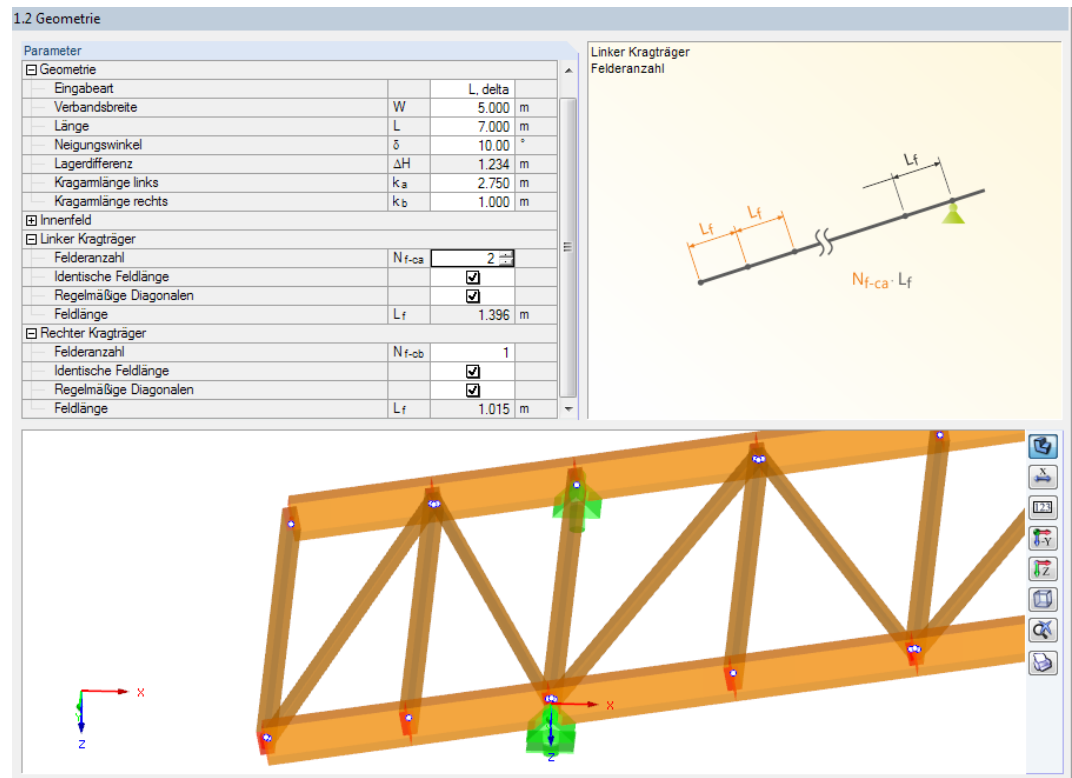 1.2 Geometrie
Parameter
Geometrie
Eingabeart L, delta
Verbandsbreite W 5.000 m
Länge L 7.000 m
Neigungswinkel δ 10.00 °
Lagerdifferenz ΔH 1.234 m
Kragamlänge links ka 2.750 m
Kragamlänge rechts kb 1.000 m
Innenfeld
Linker Kragträger
Felderanzahl Nf-ca 2
Identische Feldlänge
Regelmäßige Diagonalen
Feldlänge Lf 1.396 m
Rechter Kragträger
Felderanzahl Nf-cb 1
Identische Feldlänge
Regelmäßige Diagonalen
Feldlänge Lf 1.015 m
Linker Kragträger
Felderanzahl
Lf
Lf
Lf
Nf-ca· Lf
X
Z
X
Z
X
123
-Y
Z